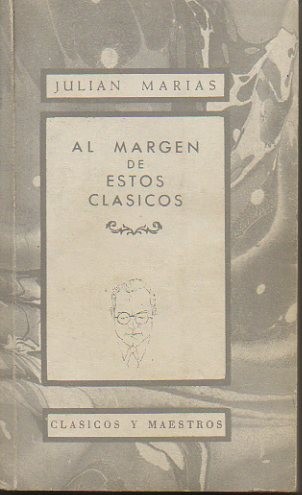 JULIAN MARIAS
AL MARGEN
DE
ESTOS
CLASICOS
CLASICOS Y MAESTROS